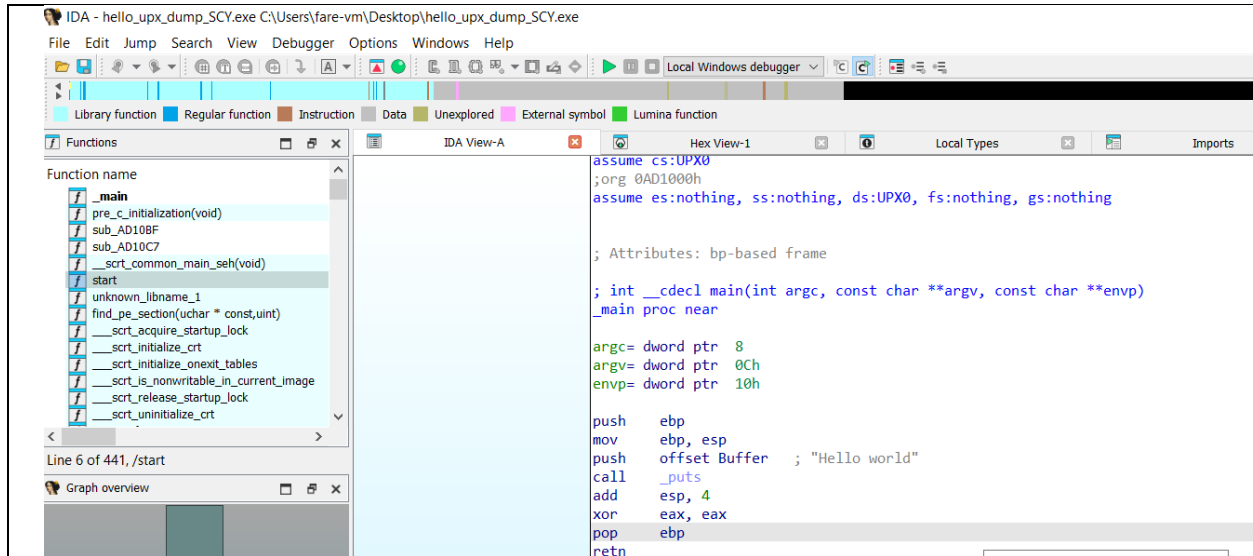 IDA - hello_upx_dump_SCY.exe C:\Users\fare-vm\Desktop\hello_upx_dump_SCY.exe
File Edit Jump Search View Debugger Options Windows Help
Local Windows debugger
Library function Regular function Instruction Data Unexplored External symbol Lumina function
Functions
IDA View-A Hex View-1 Local Types Imports
Function name
_main
pre_c_initialization(void)
sub_AD10BF
sub_AD10C7
__scrt_common_main_seh(void)
start
unknown_libname_1
find_pe_section(uchar * const,uint)
___scrt_acquire_startup_lock
___scrt_initialize_crt
___scrt_initialize_onexit_tables
___scrt_is_nonwritable_in_current_image
___scrt_release_startup_lock
___scrt_uninitialize_crt
Line 6 of 441, /start
Graph overview
assume cs:UPX0
;org 0AD1000h
assume es:nothing, ss:nothing, ds:UPX0, fs:nothing, gs:nothing
; Attributes: bp-based frame
; int __cdecl main(int argc, const char **argv, const char **envp)
_main proc near
argc= dword ptr  8
argv= dword ptr  0Ch
envp= dword ptr  10h
push ebp
mov ebp, esp
push offset Buffer ; "Hello world"
call _puts
add esp, 4
xor eax, eax
pop ebp
retn